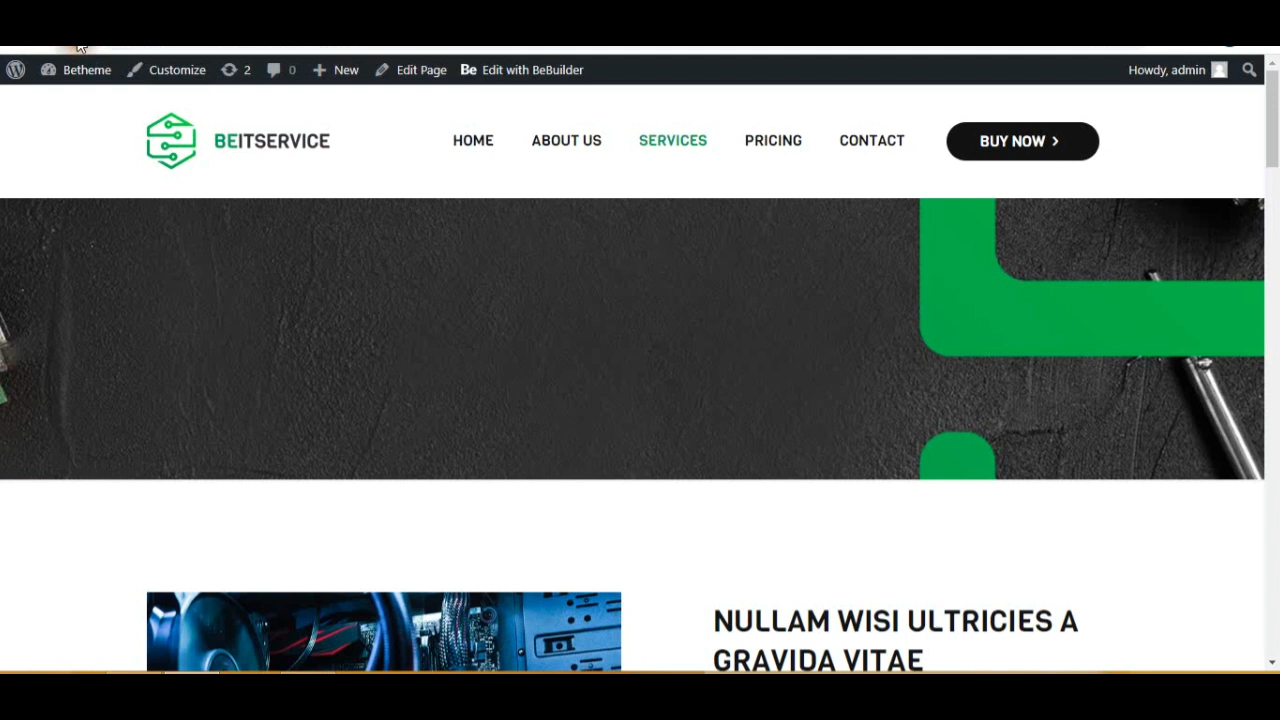 Betheme Customize 2 0 New Edit Page Be Edit with BeBuilder Howdy, admin
BEITSERVICE HOME ABOUT US SERVICES PRICING CONTACT BUY NOW
NULLAM WISI ULTRICIES A
GRAVIDA VITAE